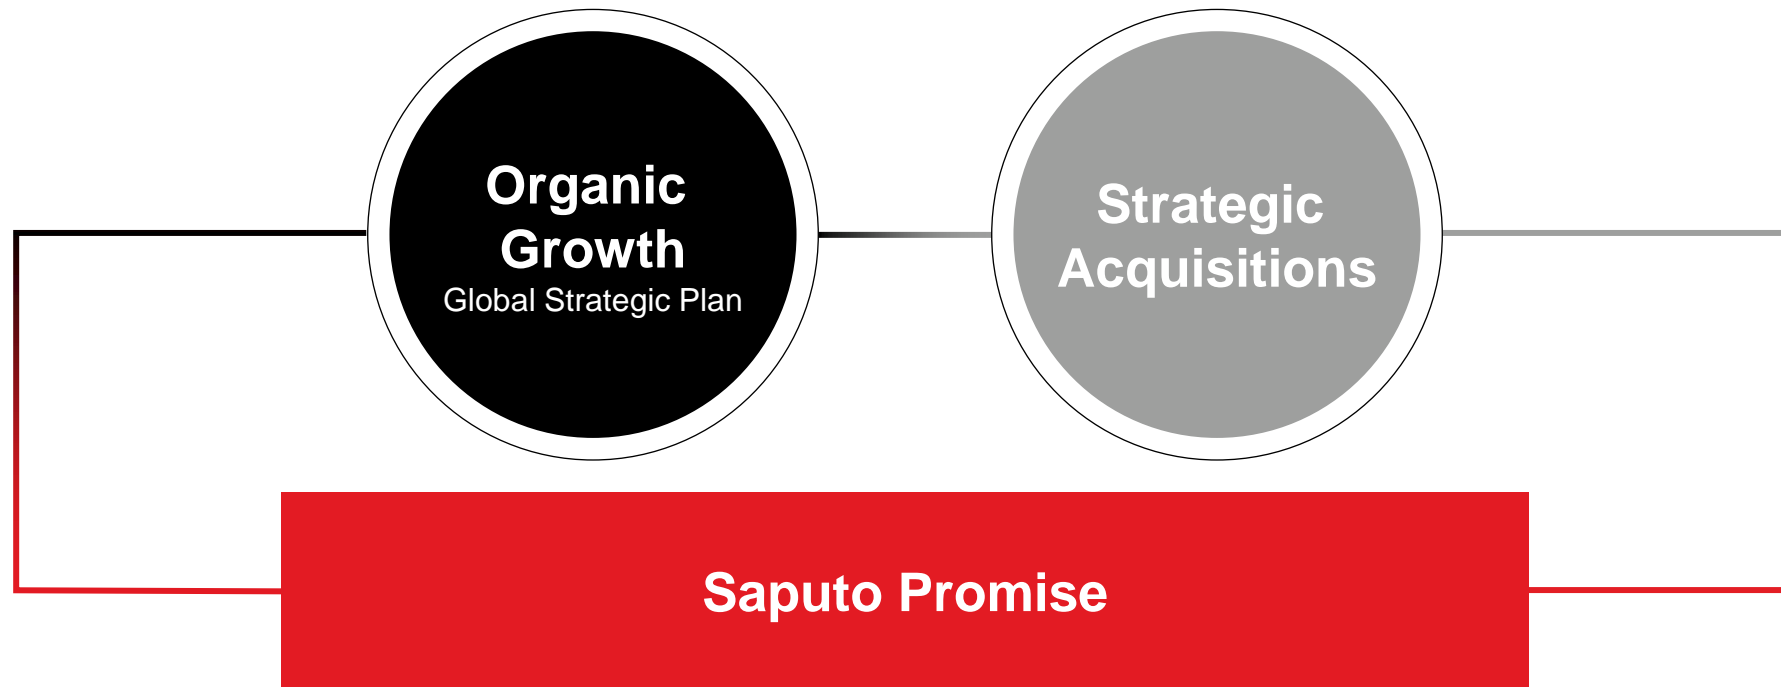 Organic
Growth
Global Strategic Plan
Strategic
Acquisitions
Saputo Promise